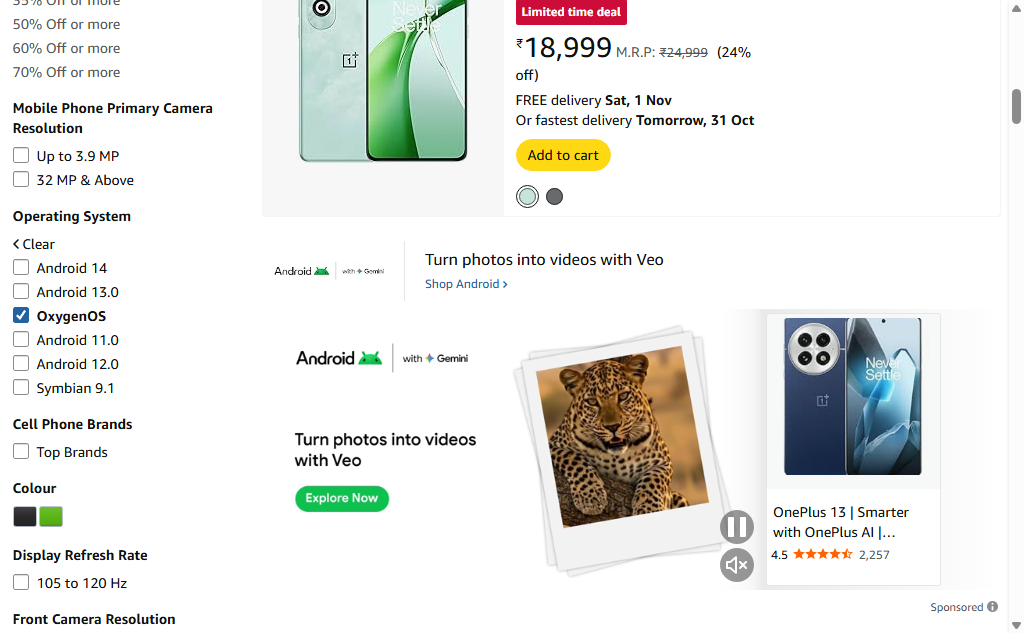 35% Off or more
50% Off or more
60% Off or more
70% Off or more
Mobile Phone Primary Camera
Resolution
Up to 3.9 MP
32 MP & Above
Operating System
Clear
Android 14
Android 13.0
OxygenOS
Android 11.0
Android 12.0
Symbian 9.1
Cell Phone Brands
Top Brands
Colour
Display Refresh Rate
105 to 120 Hz
Front Camera Resolution
Never
Settle
Limited time deal
₹18,999 M.R.P: ₹24,999 (24%
off)
FREE delivery Sat, 1 Nov
Or fastest delivery Tomorrow, 31 Oct
Add to cart
Android with Gemini
Turn photos into videos with Veo
Shop Android ›
Android with Gemini
Turn photos into videos
with Veo
Explore Now
Never
Settle
OnePlus 13 | Smarter
with OnePlus AI |...
4.5 2,257
Sponsored